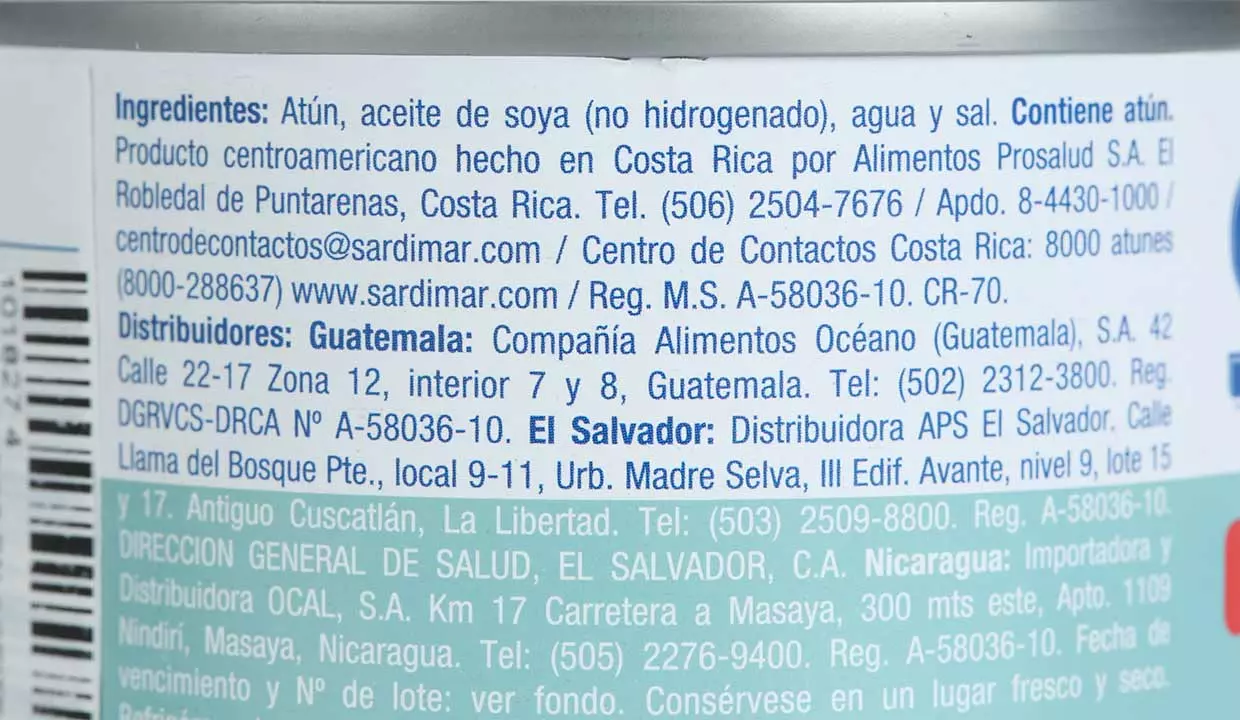 Ingredientes: Atún, aceite de soya (no hidrogenado), agua y sal. Contiene atún.
Producto centroamericano hecho en Costa Rica por Alimentos Prosalud S.A. El
Robledal de Puntarenas, Costa Rica. Tel. (506) 2504-7676 / Apdo. 8-4430-1000 /
centrodecontactos@sardimar.com / Centro de Contactos Costa Rica: 8000 atunes
(8000-288637) www.sardimar.com / Reg. M.S. A-58036-10. CR-70.
Distribuidores: Guatemala: Compañía Alimentos Océano (Guatemala), S.A. 42
Calle 22-17 Zona 12, interior 7 y 8, Guatemala. Tel: (502) 2312-3800. Reg.
DGRVCS-DRCA Nº A-58036-10. El Salvador: Distribuidora APS El Salvador. Calle
Llama del Bosque Pte., local 9-11, Urb. Madre Selva, III Edif. Avante, nivel 9, lote 15
y 17. Antiguo Cuscatlán, La Libertad. Tel: (503) 2509-8800. Reg. A-58036-10.
DIRECCION GENERAL DE SALUD, EL SALVADOR, C.A. Nicaragua: Importadora y
Distribuidora OCAL, S.A. Km 17 Carretera a Masaya, 300 mts este, Apto. 1109
Nindirí, Masaya, Nicaragua. Tel: (505) 2276-9400. Reg. A-58036-10. Fecha de
vencimiento y Nº de lote: ver fondo. Consérvese en un lugar fresco y seco.
101827 4